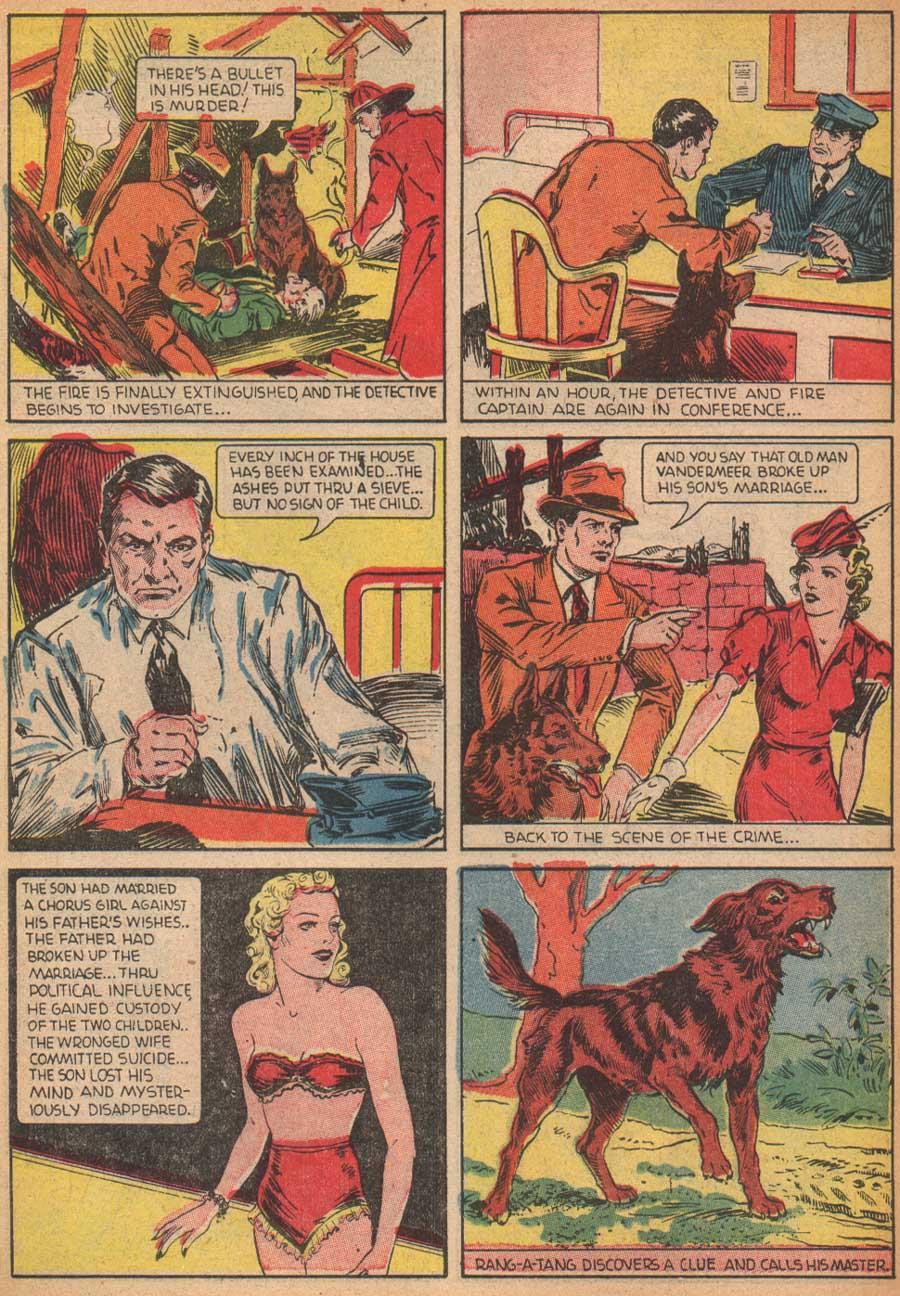 THERE'S A BULLET
IN HIS HEAD! THIS
IS MURDER!
THE FIRE IS FINALLY EXTINGUISHED, AND THE DETECTIVE
BEGINS TO INVESTIGATE...
WITHIN AN HOUR, THE DETECTIVE AND FIRE
CAPTAIN ARE AGAIN IN CONFERENCE...
EVERY INCH OF THE HOUSE
HAS BEEN EXAMINED...THE
ASHES PUT THRU A SIEVE...
BUT NO SIGN OF THE CHILD.
AND YOU SAY THAT OLD MAN
VANDERMEER BROKE UP
HIS SON'S MARRIAGE...
BACK TO THE SCENE OF THE CRIME...
THE SON HAD MARRIED
A CHORUS GIRL AGAINST
HIS FATHER'S WISHES..
THE FATHER HAD
BROKEN UP THE
MARRIAGE...THRU
POLITICAL INFLUENCE,
HE GAINED CUSTODY
OF THE TWO CHILDREN..
THE WRONGED WIFE
COMMITTED SUICIDE...
THE SON LOST HIS
MIND AND MYSTER-
IOUSLY DISAPPEARED.
RANG-A-TANG DISCOVERS A CLUE AND CALLS HIS MASTER.